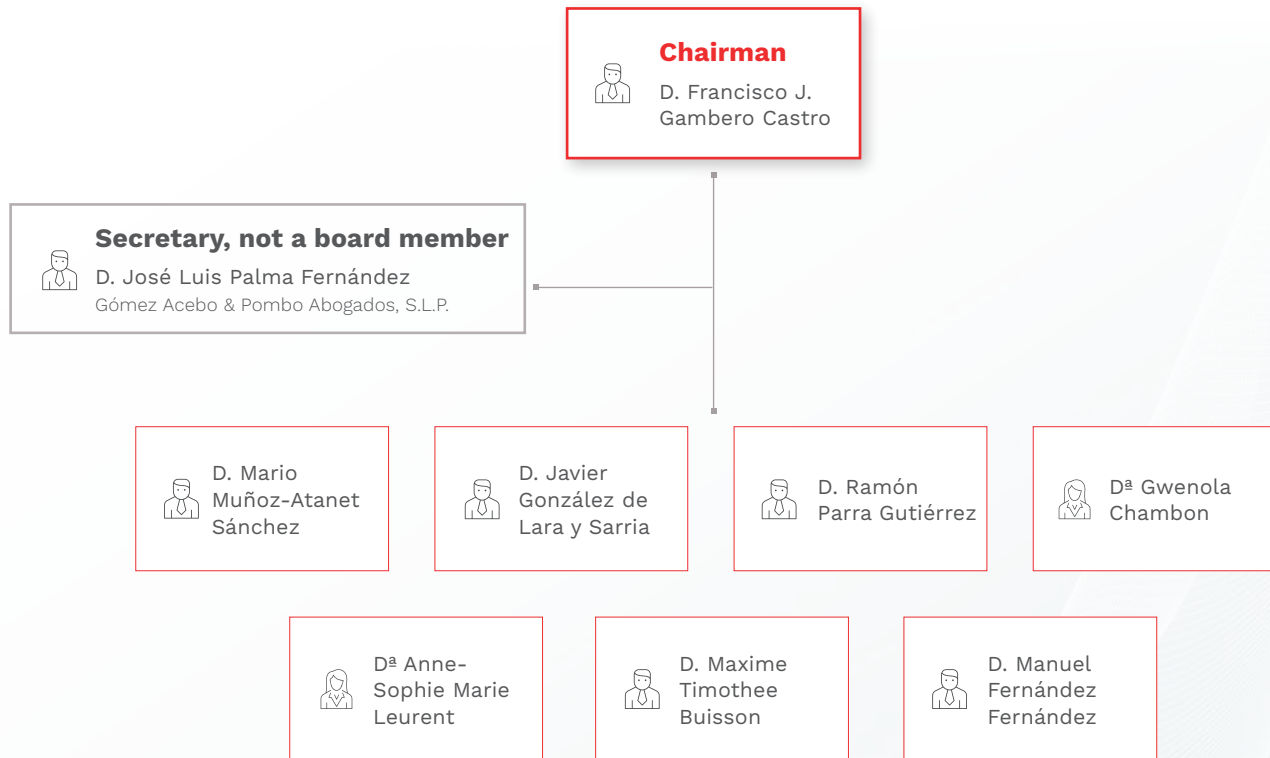 Chairman
D. Francisco J.
Gambero Castro
Secretary, not a board member
D. José Luis Palma Fernández
Gómez Acebo & Pombo Abogados, S.L.P.
D. Mario
Muñoz-Atanet
Sánchez
D. Javier
González de
Lara y Sarria
D. Ramón
Parra Gutiérrez
Dª Gwenola
Chambon
Dª Anne-
Sophie Marie
Leurent
D. Maxime
Timothee
Buisson
D. Manuel
Fernández
Fernández